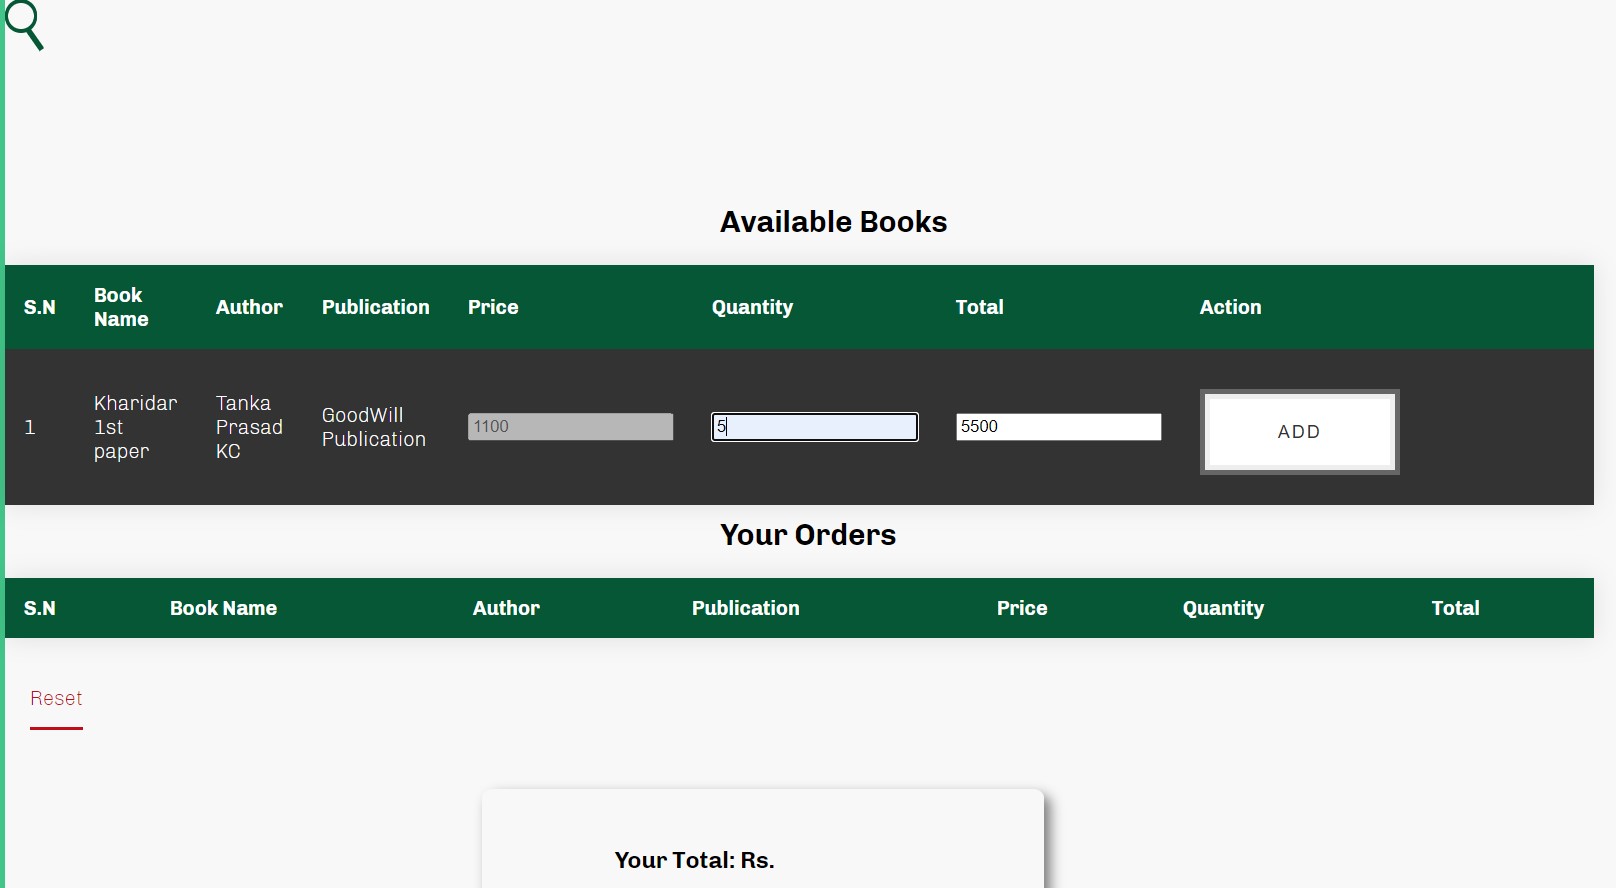 Available Books
S.N Book Name Author Publication Price Quantity Total Action
1 Kharidar 1st paper Tanka Prasad KC GoodWill Publication 1100 5 5500 ADD
Your Orders
S.N Book Name Author Publication Price Quantity Total
Reset
Your Total: Rs.